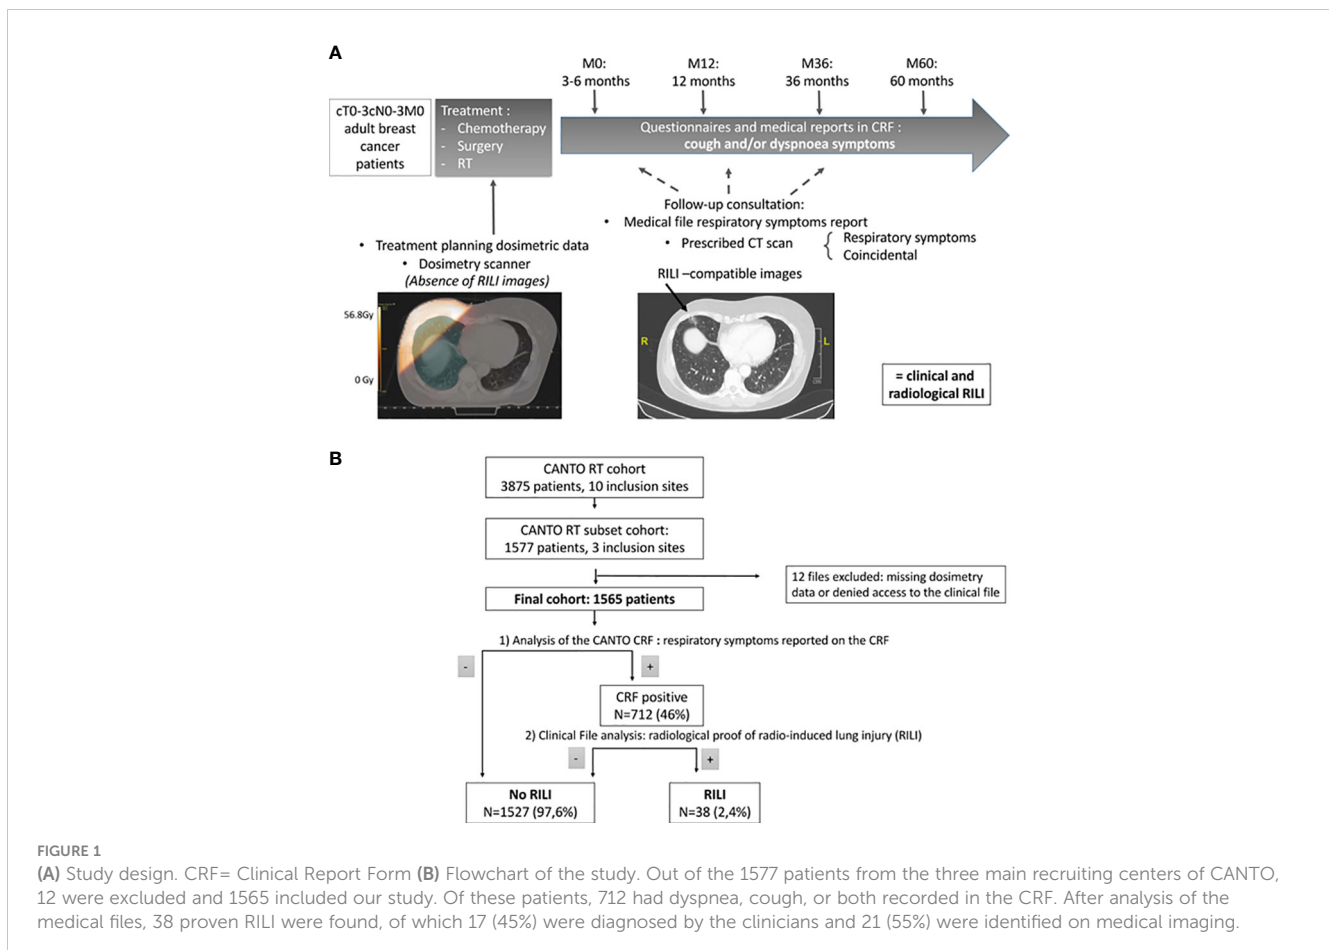 A
M0:
3-6 months
M12:
12 months
M36:
36 months
M60:
60 months
cT0-3cN0-3M0
adult breast
cancer
patients
Treatment :
- Chemotherapy
- Surgery
- RT
Questionnaires and medical reports in CRF :
cough and/or dyspnoea symptoms
Follow-up consultation:
• Medical file respiratory symptoms report
• Prescribed CT scan
Respiratory symptoms
Coincidental
• Treatment planning dosimetric data
• Dosimetry scanner
(Absence of RILI images)
RILI –compatible images
56.8Gy
0 Gy
R
L
= clinical and
radiological RILI
B
CANTO RT cohort
3875 patients, 10 inclusion sites
CANTO RT subset cohort:
1577 patients, 3 inclusion sites
12 files excluded: missing dosimetry
data or denied access to the clinical file
Final cohort: 1565 patients
1) Analysis of the CANTO CRF : respiratory symptoms reported on the CRF
-
+
CRF positive
N=712 (46%)
2) Clinical File analysis: radiological proof of radio-induced lung injury (RILI)
-
+
No RILI
N=1527 (97,6%)
RILI
N=38 (2,4%)
FIGURE 1
(A) Study design. CRF= Clinical Report Form (B) Flowchart of the study. Out of the 1577 patients from the three main recruiting centers of CANTO,
12 were excluded and 1565 included our study. Of these patients, 712 had dyspnea, cough, or both recorded in the CRF. After analysis of the
medical files, 38 proven RILI were found, of which 17 (45%) were diagnosed by the clinicians and 21 (55%) were identified on medical imaging.